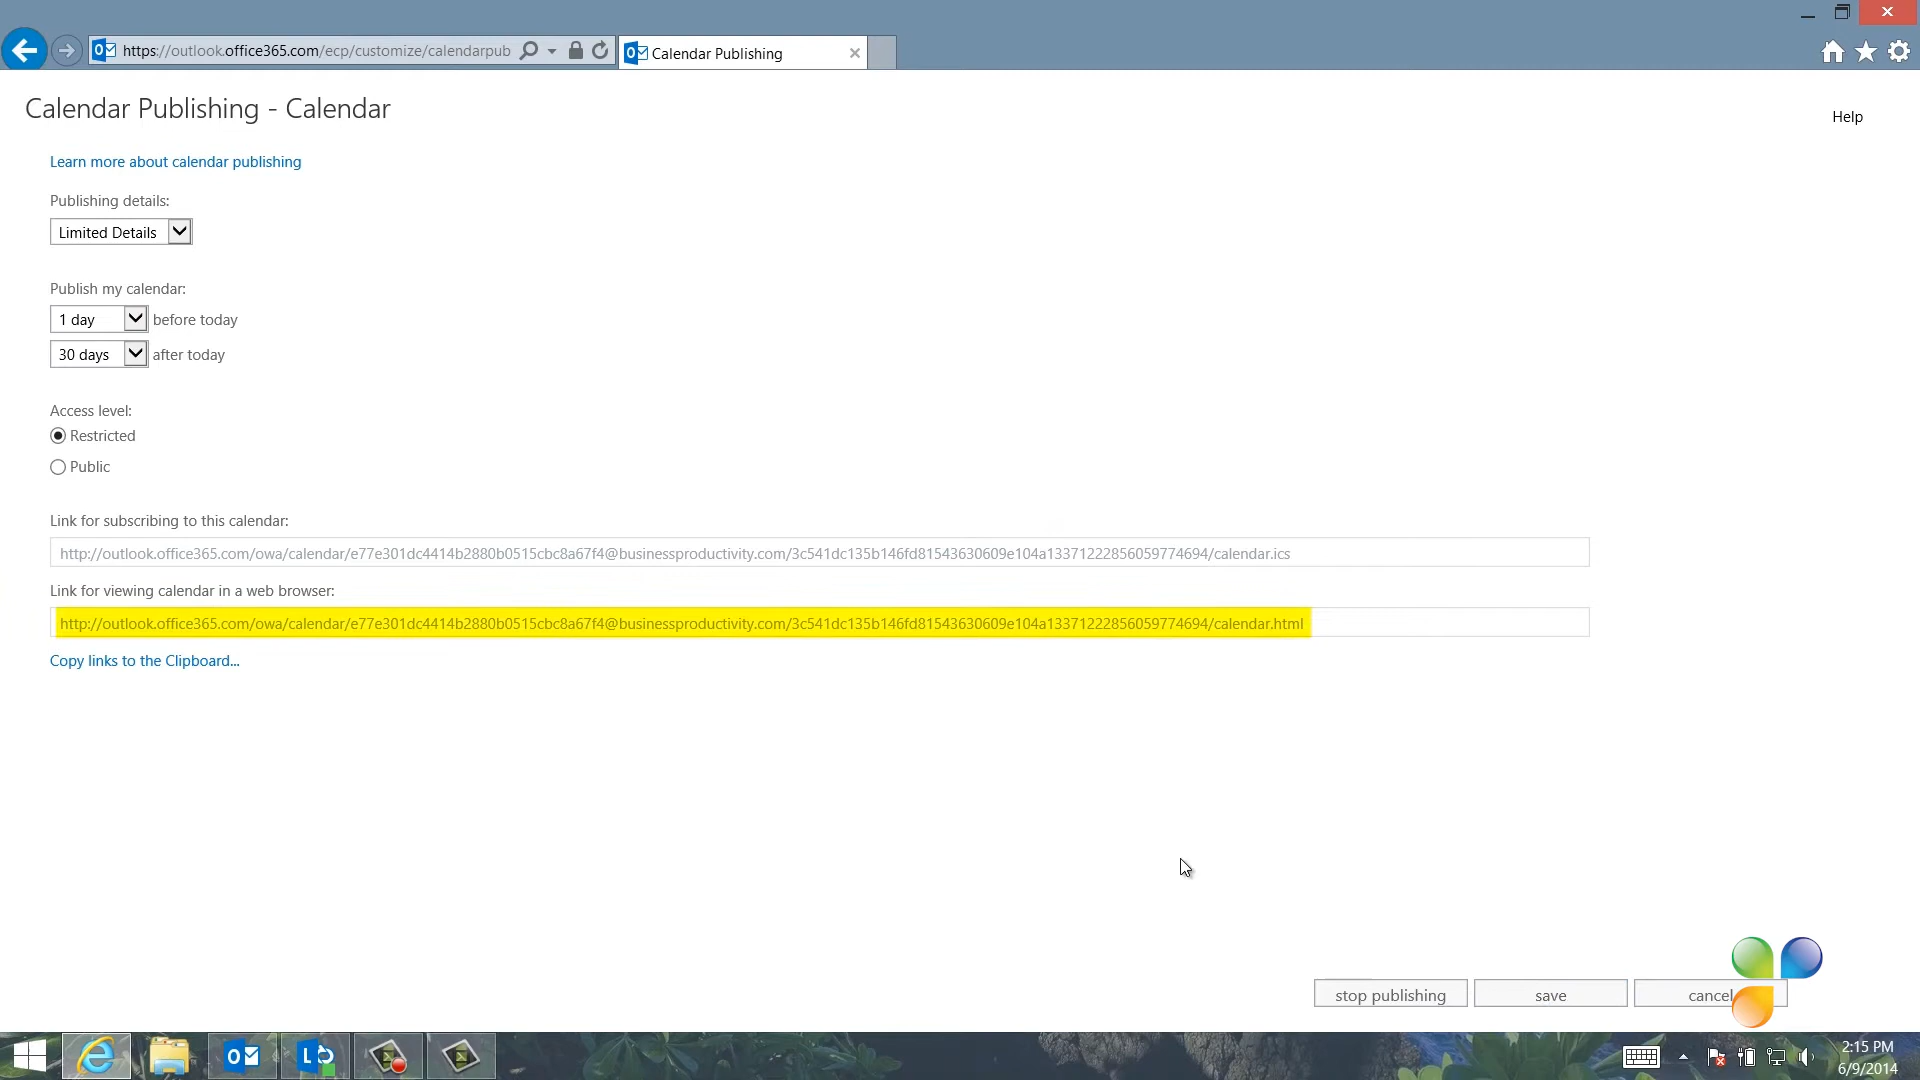 https://outlook.office365.com/ecp/customize/calendarpub
Calendar Publishing
Calendar Publishing - Calendar
Help
Learn more about calendar publishing
Publishing details:
Limited Details
Publish my calendar:
1 day before today
30 days after today
Access level:
Restricted
Public
Link for subscribing to this calendar:
http://outlook.office365.com/owa/calendar/e77e301dc4414b2880b0515cbc8a67f4@businessproductivity.com/3c541dc135b146fd81543630609e104a13371222856059774694/calendar.ics
Link for viewing calendar in a web browser:
http://outlook.office365.com/owa/calendar/e77e301dc4414b2880b0515cbc8a67f4@businessproductivity.com/3c541dc135b146fd81543630609e104a13371222856059774694/calendar.html
Copy links to the Clipboard...
stop publishing
save
cancel
2:15 PM
6/9/2014